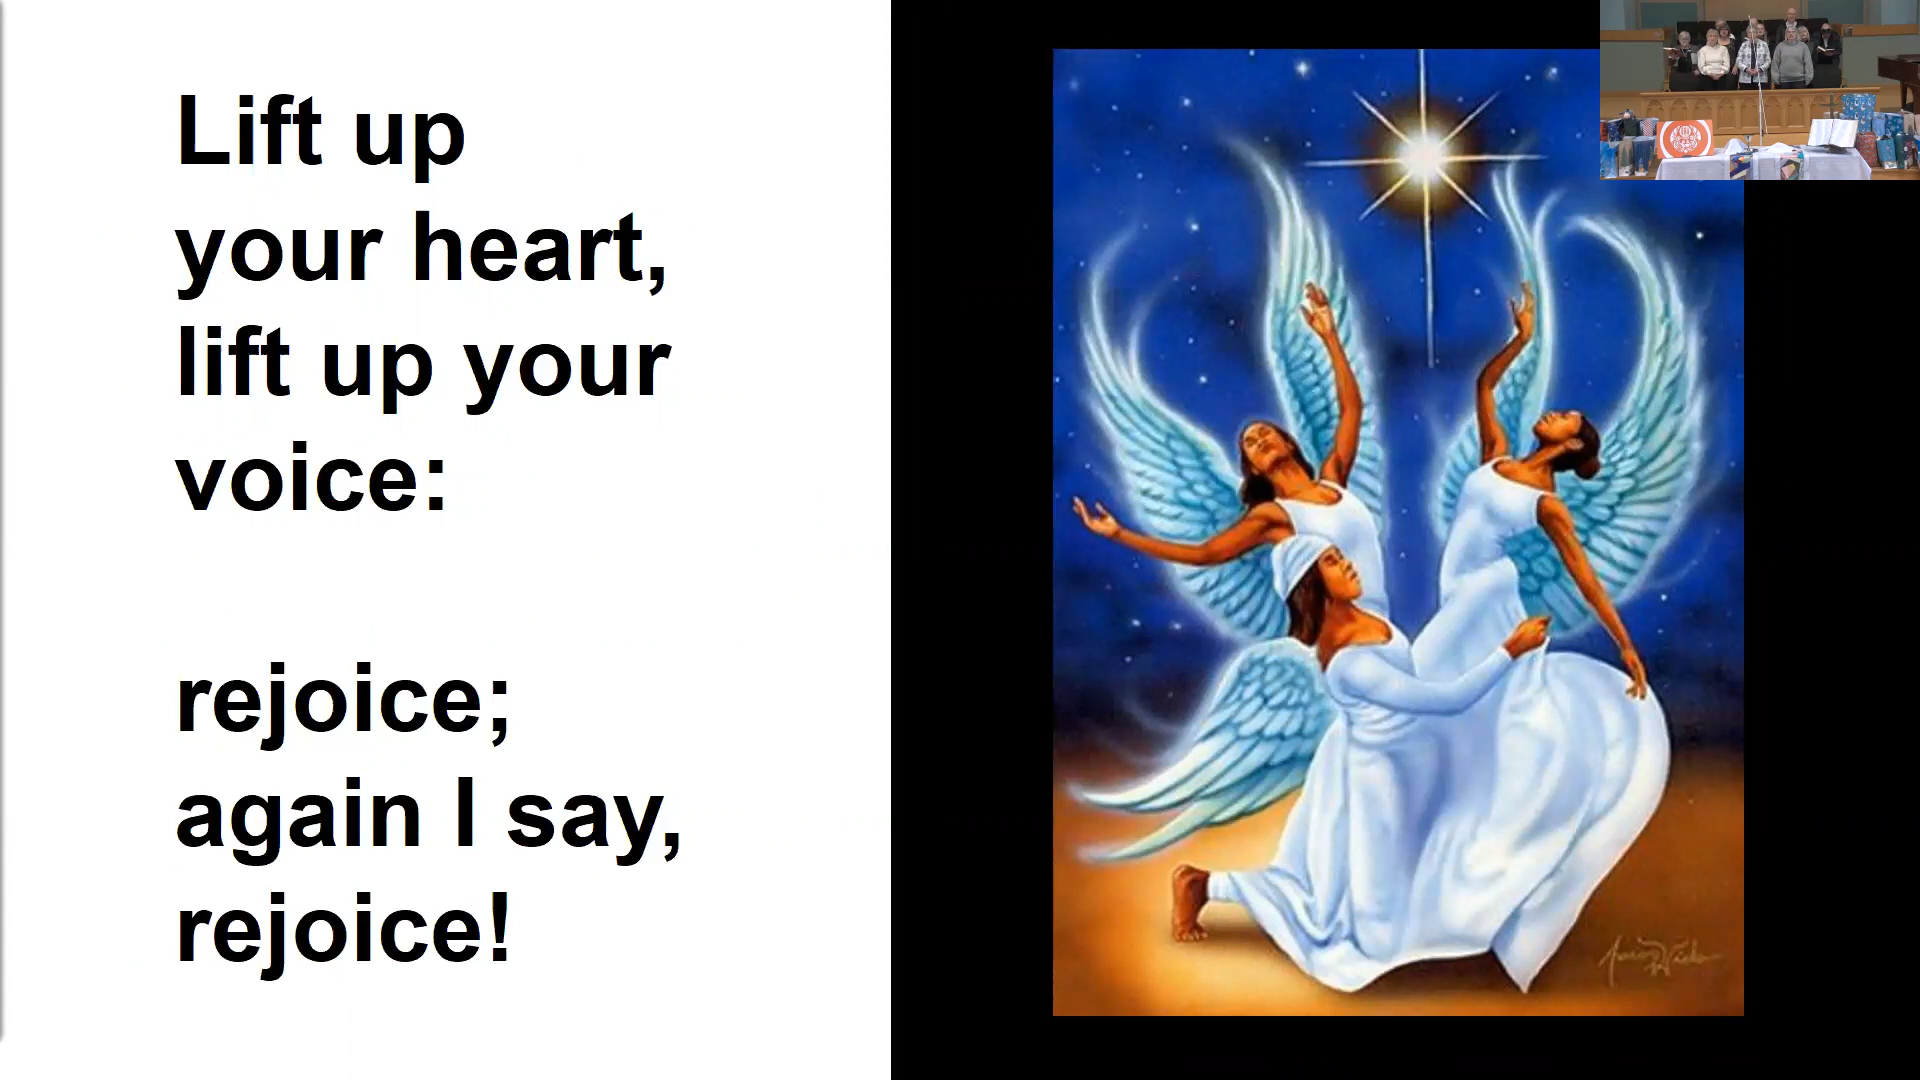 Lift up
your heart,
lift up your
voice:
rejoice;
again I say,
rejoice!